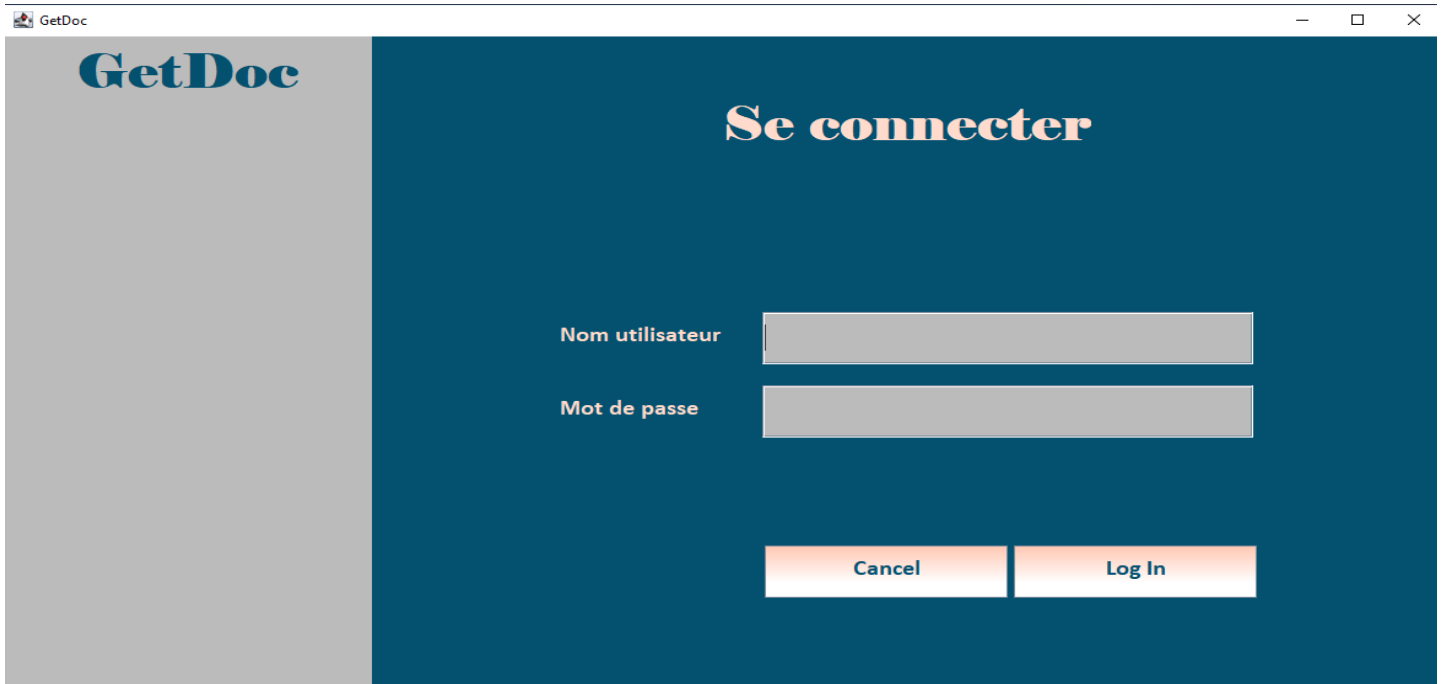 GetDoc
GetDoc
Se connecter
Nom utilisateur
Mot de passe
Cancel
Log In